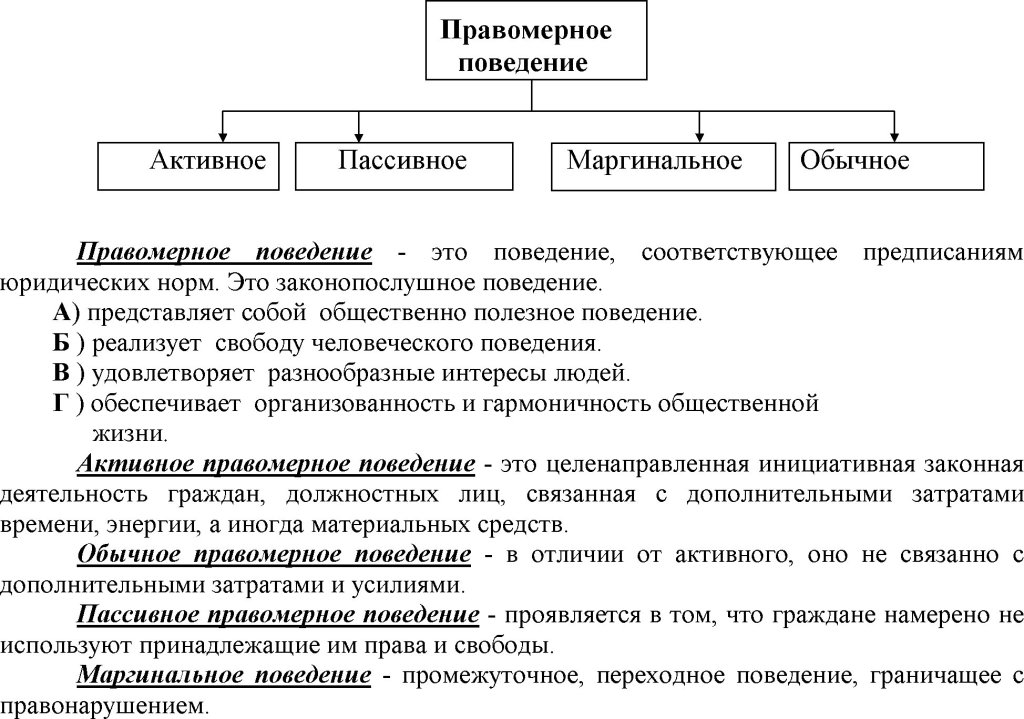 Правомерное
поведение
Активное
Пассивное
Маргинальное
Обычное
Правомерное поведение - это поведение, соответствующее предписаниям
юридических норм. Это законопослушное поведение.
А) представляет собой общественно полезное поведение.
Б ) реализует свободу человеческого поведения.
В ) удовлетворяет разнообразные интересы людей.
Г ) обеспечивает организованность и гармоничность общественной
жизни.
Активное правомерное поведение - это целенаправленная инициативная законная
деятельность граждан, должностных лиц, связанная с дополнительными затратами
времени, энергии, а иногда материальных средств.
Обычное правомерное поведение - в отличии от активного, оно не связанно с
дополнительными затратами и усилиями.
Пассивное правомерное поведение - проявляется в том, что граждане намерено не
используют принадлежащие им права и свободы.
Маргинальное поведение - промежуточное, переходное поведение, граничащее с
правонарушением.